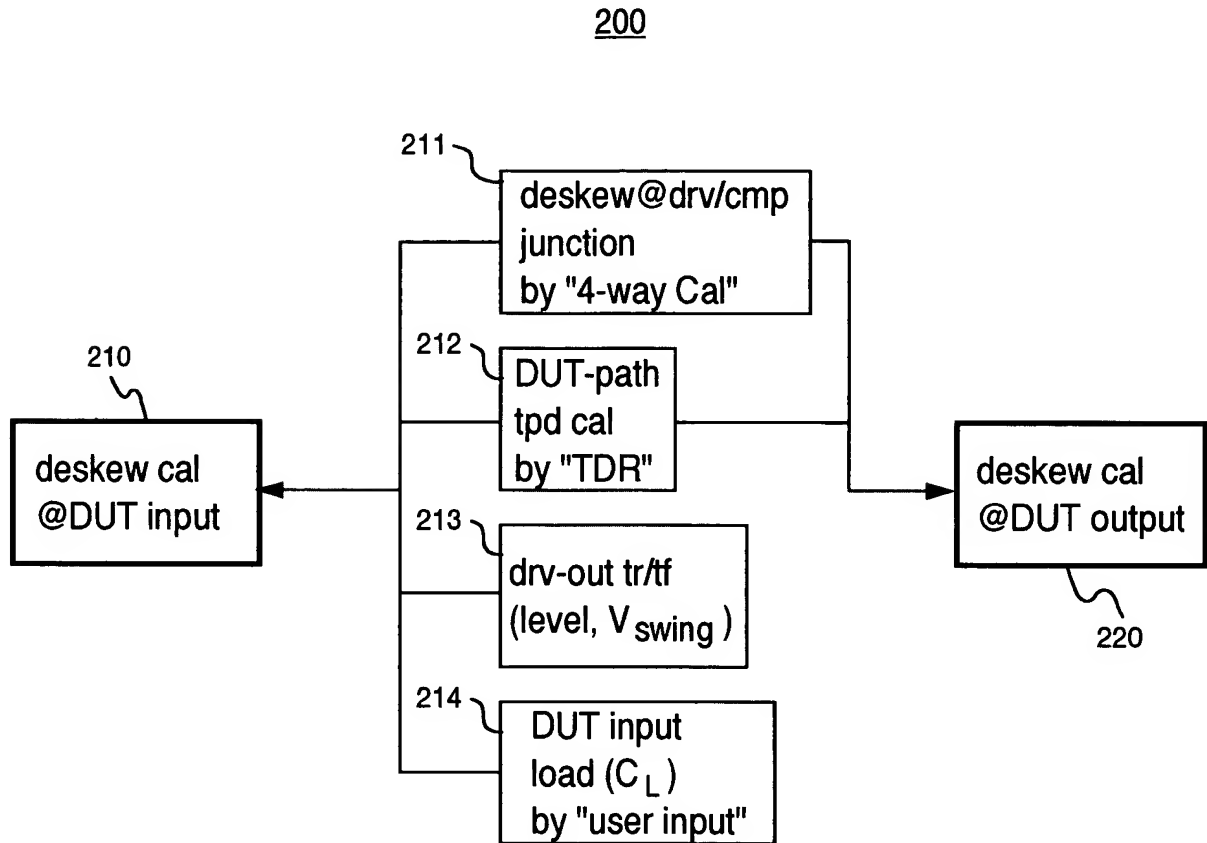 200
211
deskew@drv/cmp
junction
by "4-way Cal"
212
DUT-path
tpd cal
by "TDR"
210
deskew cal
@DUT input
213
drv-out tr/tf
(level, Vswing)
214
DUT input
load (CL)
by "user input"
deskew cal
@DUT output
220